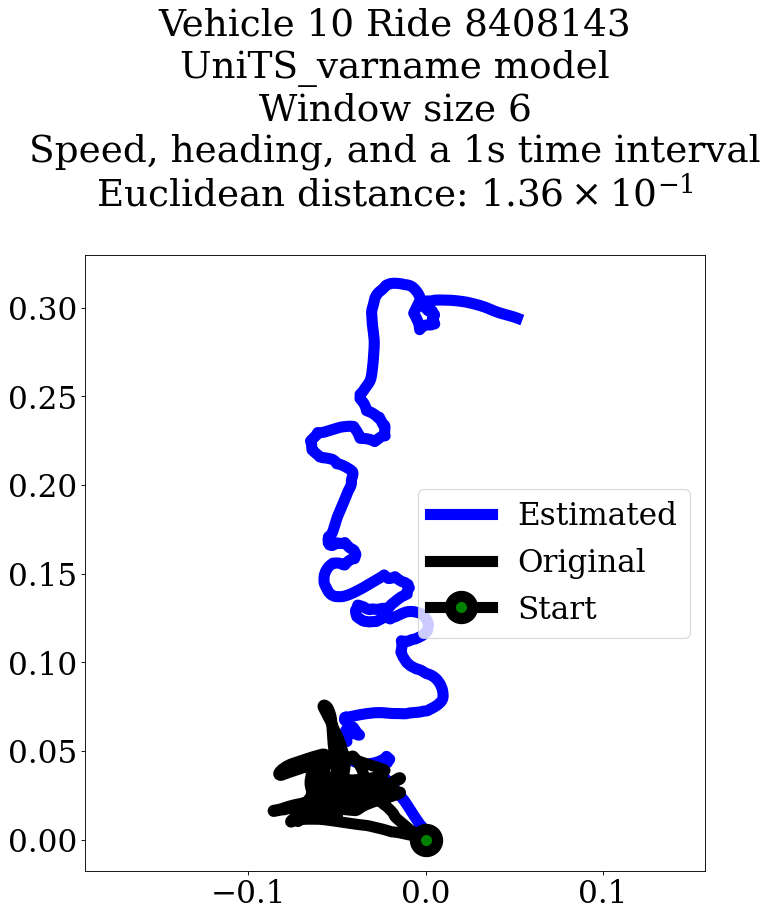 Vehicle 10 Ride 8408143
UniTS_varname model
Window size 6
Speed, heading, and a 1s time interval
Euclidean distance: 1.36 × 10⁻¹
0.30
0.25
0.20
0.15
0.10
0.05
0.00
Estimated
Original
Start
−0.1
0.0
0.1